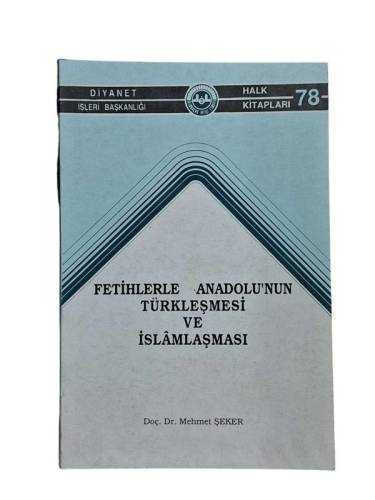 DİYANET
İŞLERİ BAŞKANLIĞI
HALK
KİTAPLARI 78
FETİHLERLE ANADOLU'NUN
TÜRKLEŞMESİ
VE
İSLÂMLAŞMASI
Doç. Dr. Mehmet ŞEKER